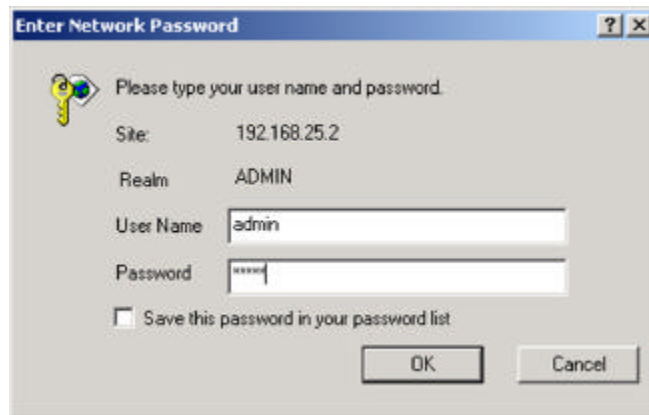 Enter Network Password
Please type your user name and password.
Site: 192.168.25.2
Realm ADMIN
User Name admin
Password *****
Save this password in your password list
OK Cancel